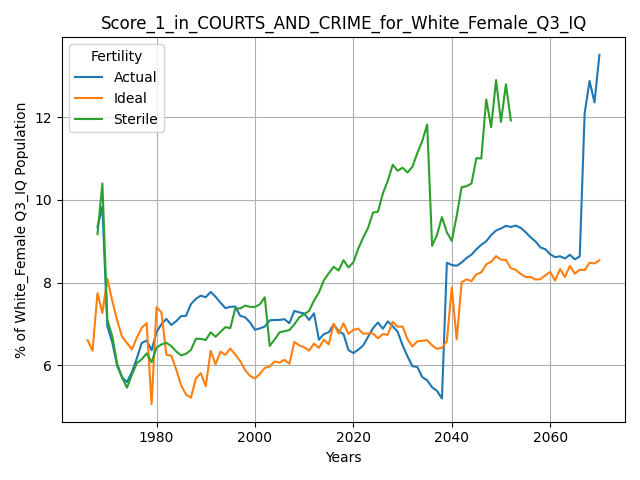 Score_1_in_COURTS_AND_CRIME_for_White_Female_Q3_IQ
Fertility
Actual
Ideal
Sterile
% of White_Female Q3_IQ Population
12
10
8
6
1980
2000
2020
2040
2060
Years